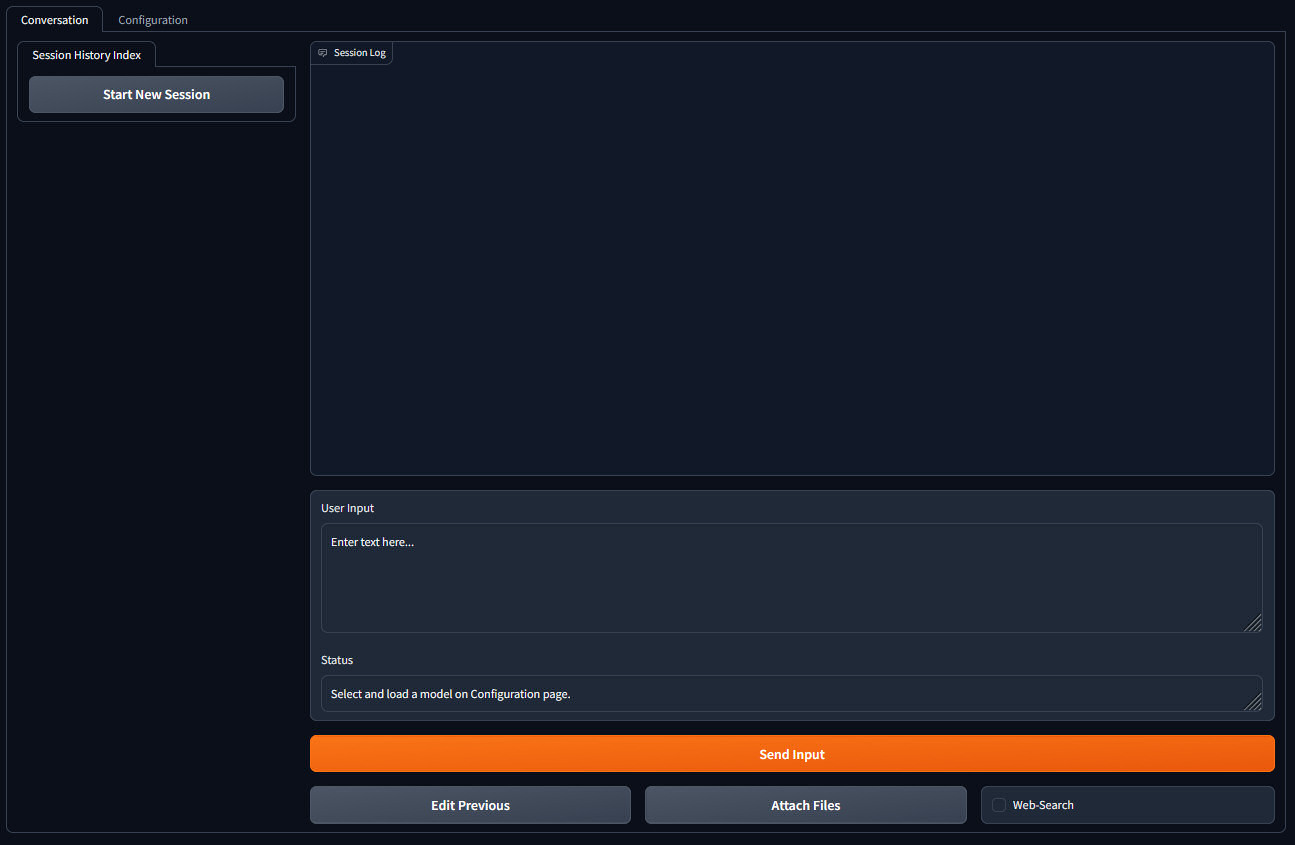 Conversation
Configuration
Session History Index
Start New Session
Session Log
User Input
Enter text here...
Status
Select and load a model on Configuration page.
Send Input
Edit Previous
Attach Files
Web-Search